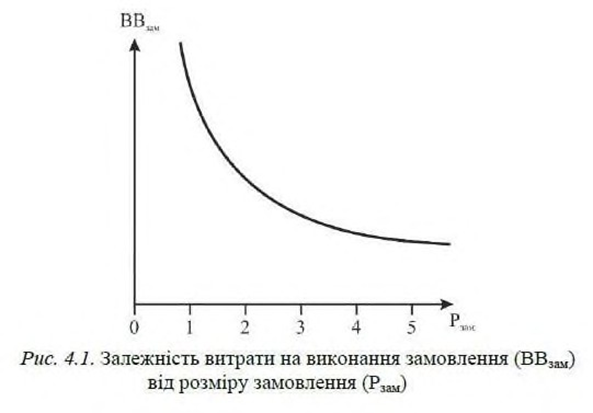 ВВзам
0 1 2 3 4 5 Рзам
Рис. 4.1. Залежність витрати на виконання замовлення (ВВзам)
від розміру замовлення (Рзам)